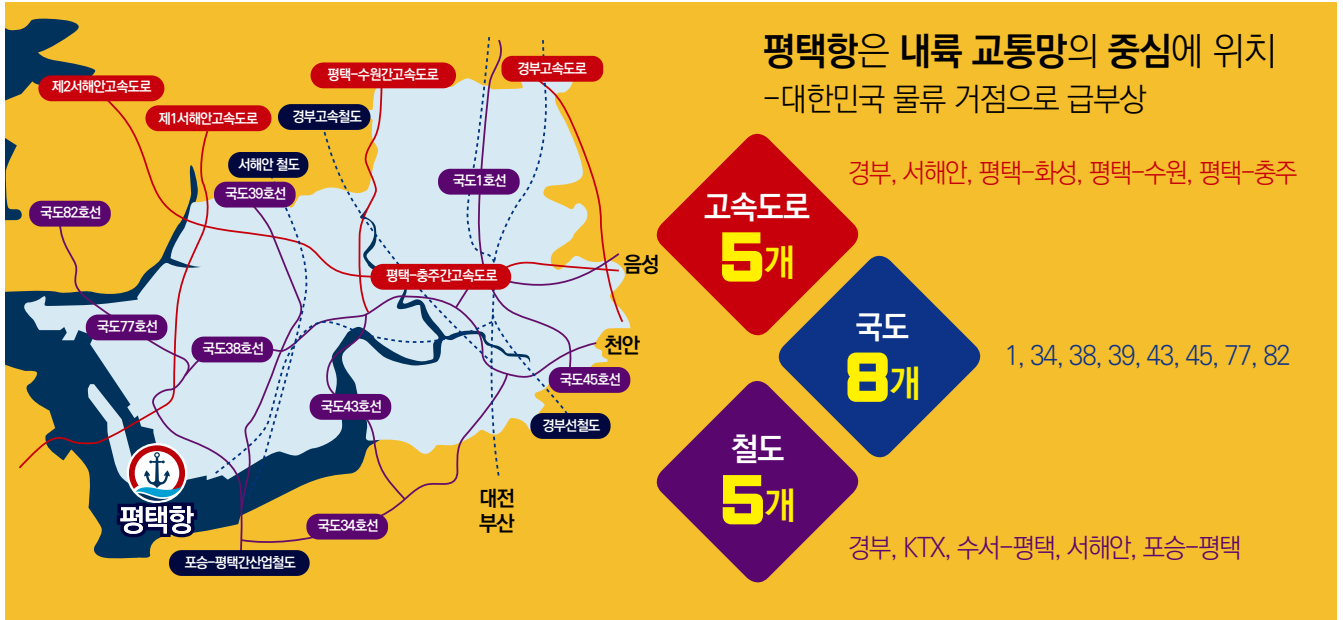 평택항은 내륙 교통망의 중심에 위치
-대한민국 물류 거점으로 급부상
제2서해안고속도로
제1서해안고속도로
평택-수원간고속도로
경부고속도로
경부고속철도
서해안 철도
국도39호선
국도1호선
국도82호선
평택-충주간고속도로
음성
국도77호선
국도38호선
천안
국도45호선
국도43호선
경부선철도
평택항
대전
부산
국도34호선
포승-평택간산업철도
고속도로
5개
경부, 서해안, 평택-화성, 평택-수원, 평택-충주
국도
8개
1, 34, 38, 39, 43, 45, 77, 82
철도
5개
경부, KTX, 수서-평택, 서해안, 포승-평택